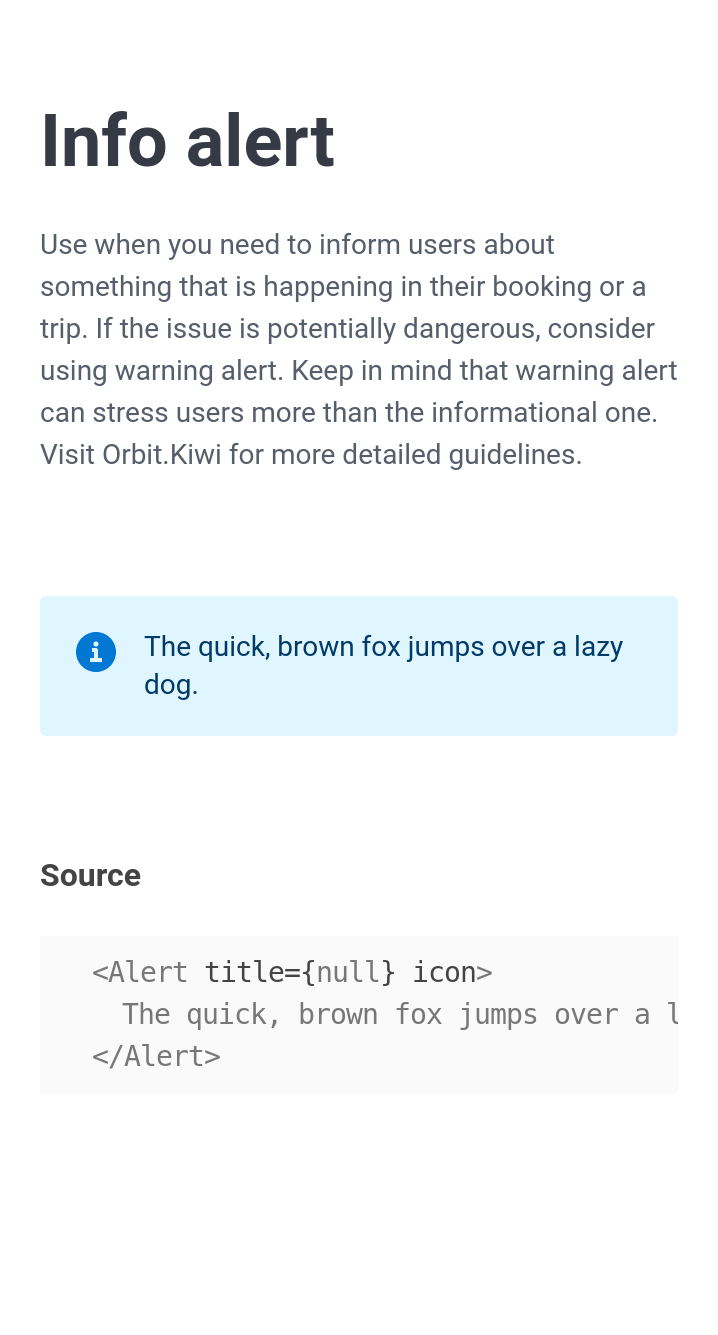 Info alert
Use when you need to inform users about
something that is happening in their booking or a
trip. If the issue is potentially dangerous, consider
using warning alert. Keep in mind that warning alert
can stress users more than the informational one.
Visit Orbit.Kiwi for more detailed guidelines.
The quick, brown fox jumps over a lazy
dog.
Source
<Alert title={null} icon>
The quick, brown fox jumps over a l
</Alert>